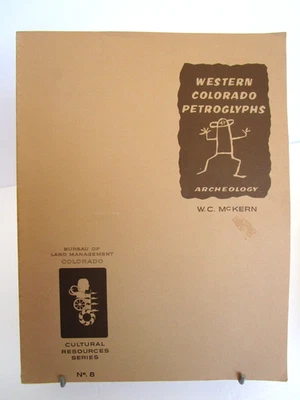 WESTERN
COLORADO
PETROGLYPHS
ARCHEOLOGY
W.C. McKERN
BUREAU OF
LAND MANAGEMENT
COLORADO
CULTURAL
RESOURCES
SERIES
No. 8